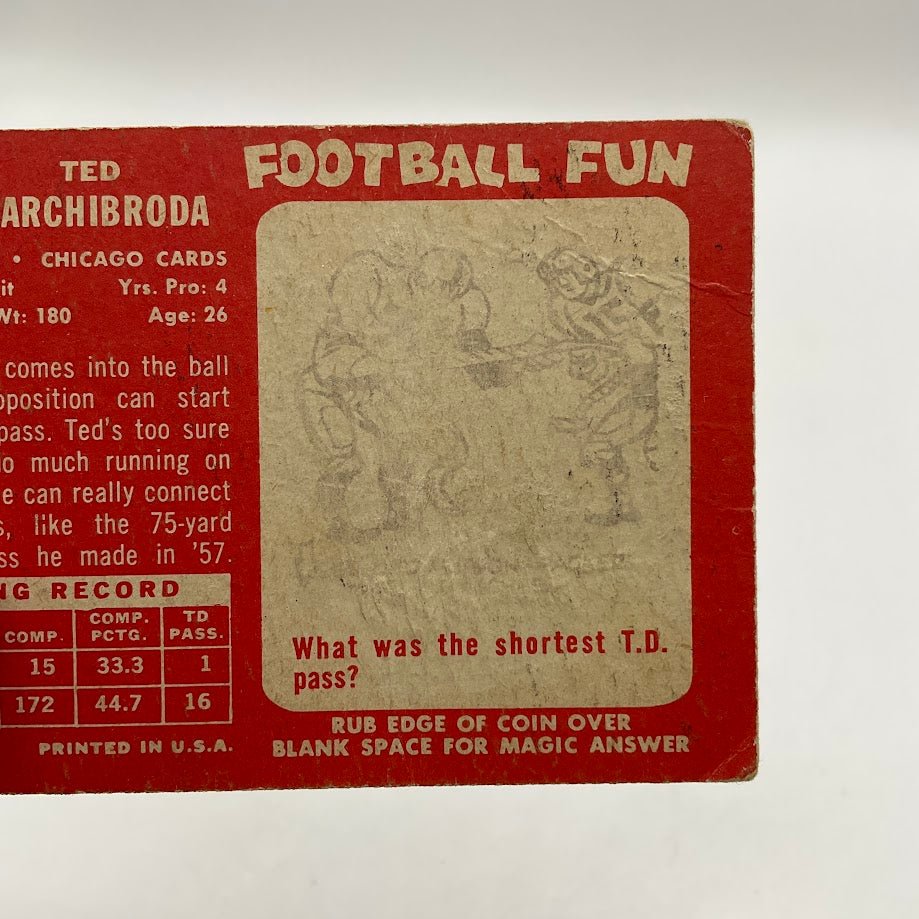 TED
ARCHIBRODA
• CHICAGO CARDS
it Yrs. Pro: 4
Wt: 180 Age: 26
comes into the ball
oposition can start
pass. Ted's too sure
o much running on
e can really connect
s, like the 75-yard
ss he made in '57.
NG RECORD
COMP. COMP. PCTG. TD PASS.
15 33.3 1
172 44.7 16
PRINTED IN U.S.A.
FOOTBALL FUN
What was the shortest T.D.
pass?
RUB EDGE OF COIN OVER
BLANK SPACE FOR MAGIC ANSWER